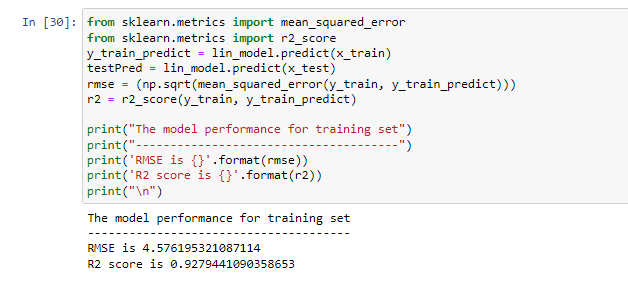 In [30]: from sklearn.metrics import mean_squared_error
from sklearn.metrics import r2_score
y_train_predict = lin_model.predict(x_train)
testPred = lin_model.predict(x_test)
rmse = (np.sqrt(mean_squared_error(y_train, y_train_predict)))
r2 = r2_score(y_train, y_train_predict)
print("The model performance for training set")
print("-------------------------------------")
print('RMSE is {}'.format(rmse))
print('R2 score is {}'.format(r2))
print("\n")
The model performance for training set
-------------------------------------
RMSE is 4.576195321087114
R2 score is 0.9279441090358653